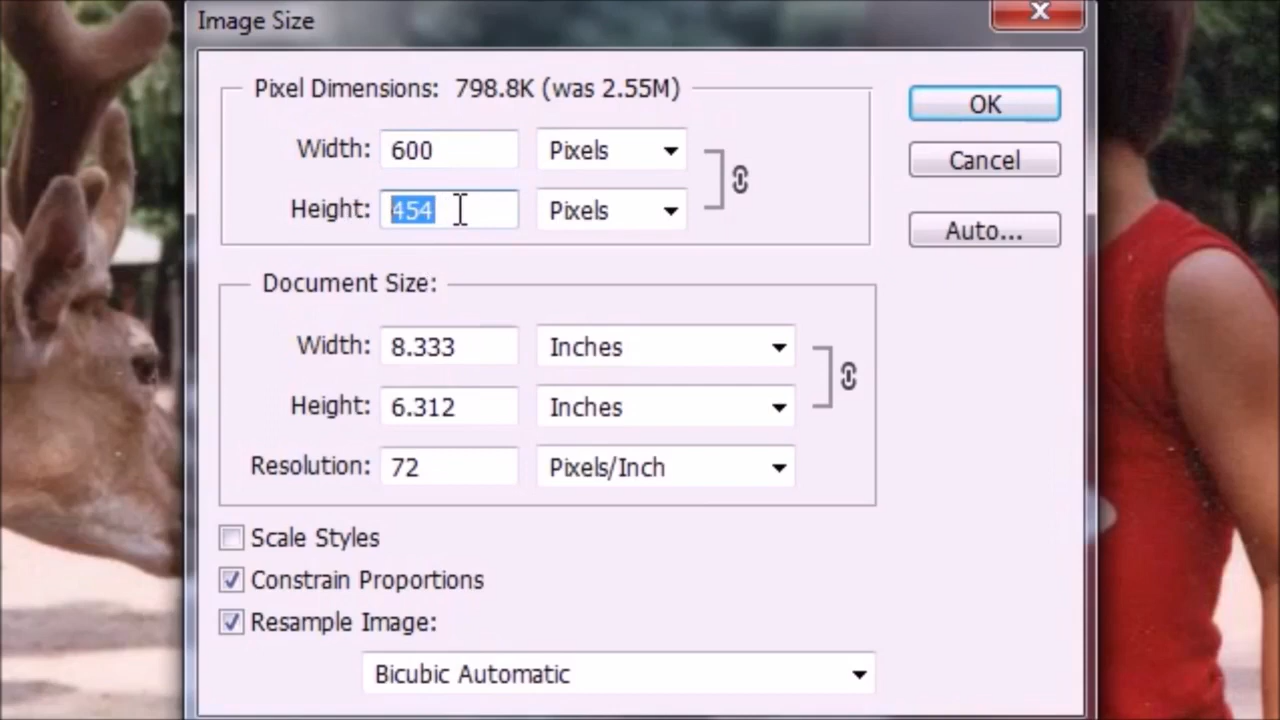 Image Size
Pixel Dimensions: 798.8K (was 2.55M)
Width: 600 Pixels
Height: 454 Pixels
OK
Cancel
Auto...
Document Size:
Width: 8.333 Inches
Height: 6.312 Inches
Resolution: 72 Pixels/Inch
Scale Styles
Constrain Proportions
Resample Image:
Bicubic Automatic